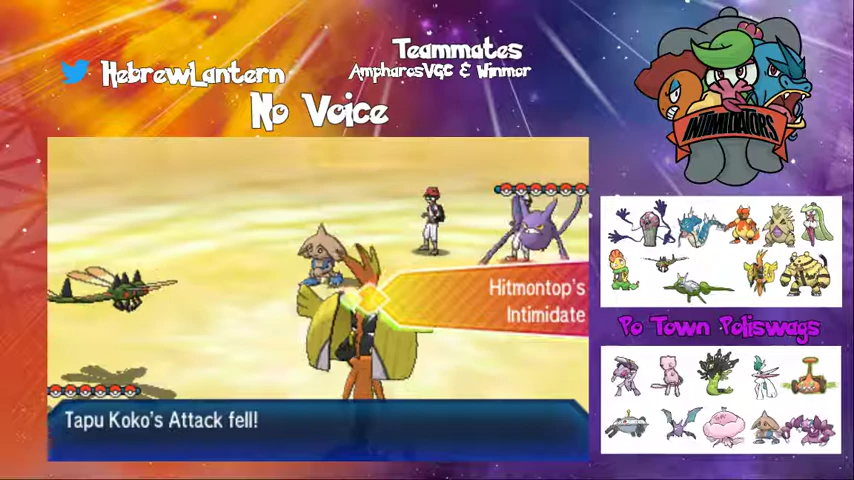 Teammates
HebrewLantern
AmpharosVGC & Winmor
No Voice
INTIMIDATORS
Hitmontop's
Intimidate
Po Town Poliswags
Tapu Koko's Attack fell!